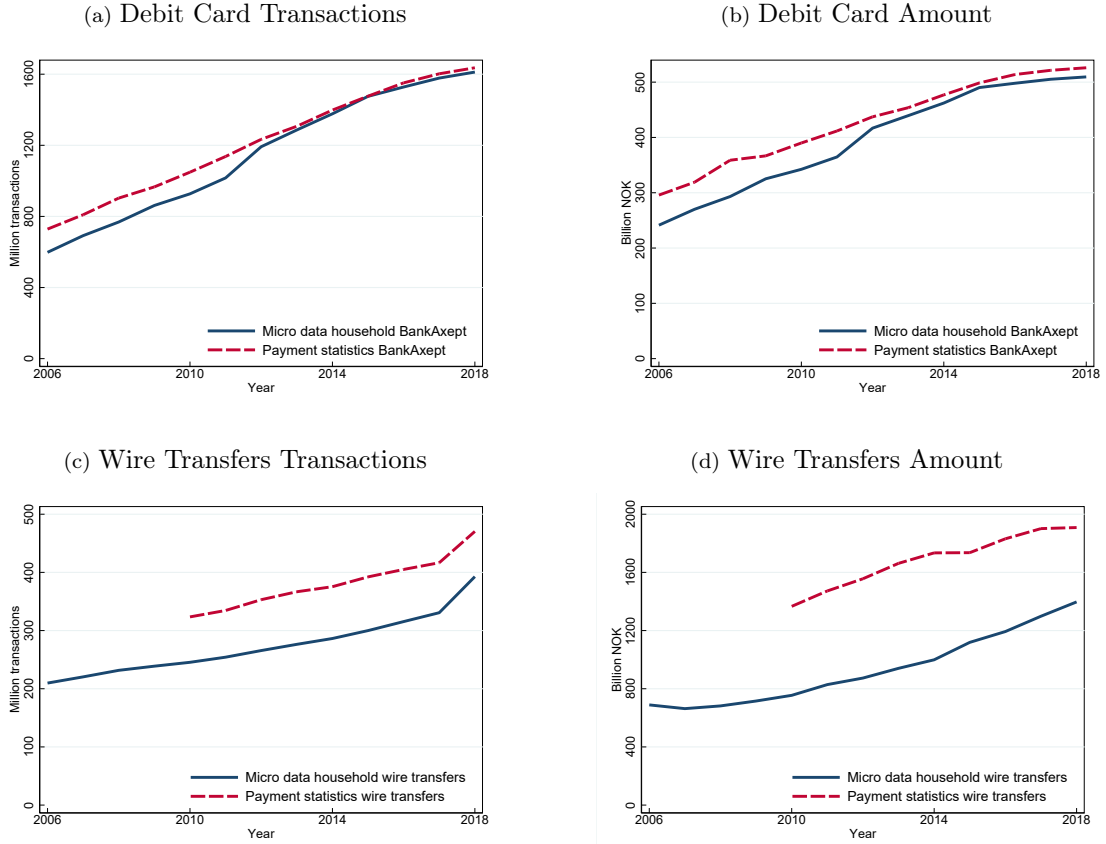 (a) Debit Card Transactions
Million transactions
1600
1200
800
400
0
Micro data household BankAxept
Payment statistics BankAxept
2006 2010 2014 2018
Year
(b) Debit Card Amount
Billion NOK
500
400
300
200
100
0
Micro data household BankAxept
Payment statistics BankAxept
2006 2010 2014 2018
Year
(c) Wire Transfers Transactions
Million transactions
500
400
300
200
100
0
Micro data household wire transfers
Payment statistics wire transfers
2006 2010 2014 2018
Year
(d) Wire Transfers Amount
Billion NOK
2000
1600
1200
800
400
0
Micro data household wire transfers
Payment statistics wire transfers
2006 2010 2014 2018
Year